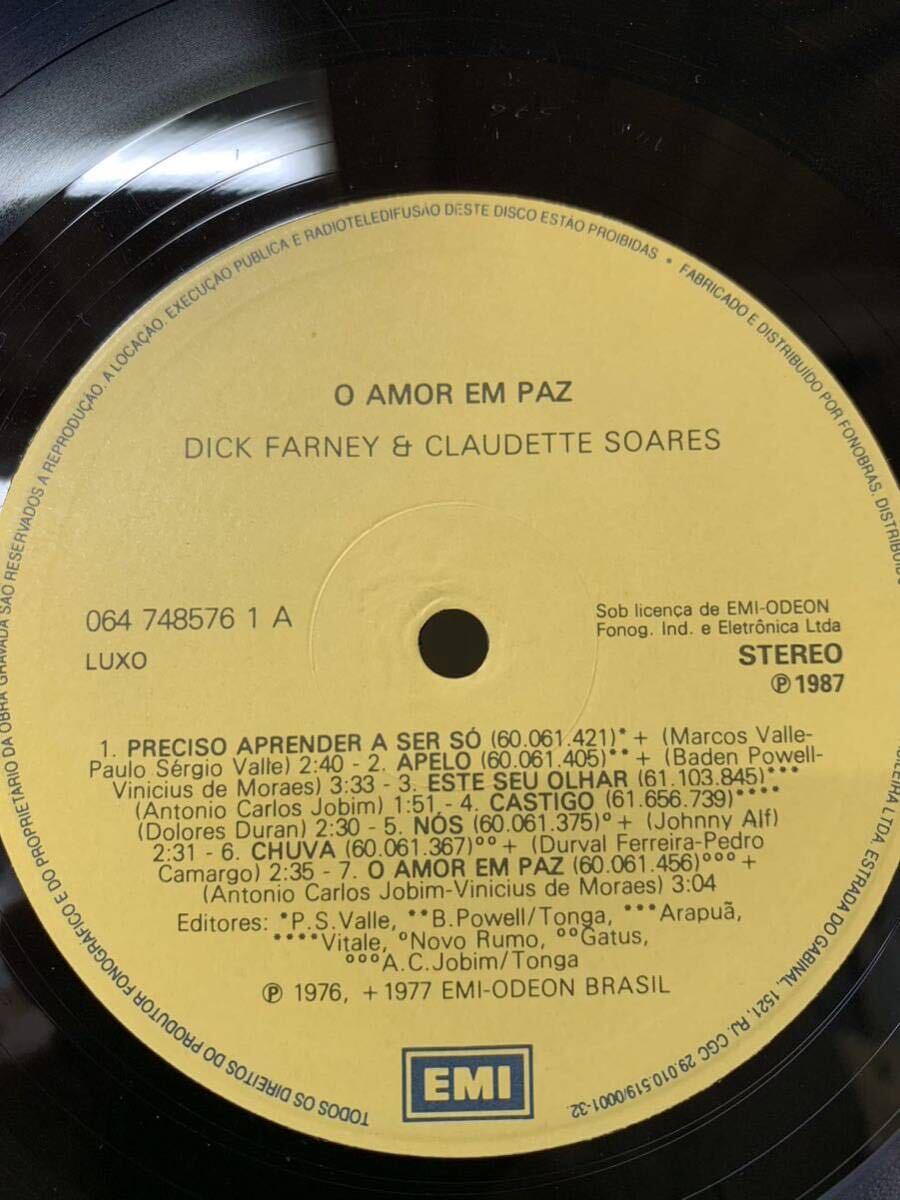 O AMOR EM PAZ
DICK FARNEY & CLAUDETTE SOARES
064 748576 1 A
LUXO
Sob licença de EMI-ODEON
Fonog. Ind. e Eletrônica Ltda
STEREO
℗ 1987
1. PRECISO APRENDER A SER SÓ (60.061.421)* + (Marcos Valle-
Paulo Sérgio Valle) 2:40 - 2. APELO (60.061.405)** + (Baden Powell-
Vinicius de Moraes) 3:33 - 3. ESTE SEU OLHAR (61.103.845)***
(Antonio Carlos Jobim) 1:51 - 4. CASTIGO (61.656.739)****
(Dolores Duran) 2:30 - 5. NÓS (60.061.375)° + (Johnny Alf)
2:31 - 6. CHUVA (60.061.367)°° + (Durval Ferreira-Pedro
Camargo) 2:35 - 7. O AMOR EM PAZ (60.061.456)°°° +
(Antonio Carlos Jobim-Vinicius de Moraes) 3:04
Editores: *P.S.Valle, **B.Powell/Tonga, ***Arapuã,
****Vitale, °Novo Rumo, °°Gatus,
°°°A.C.Jobim/Tonga
℗ 1976, + 1977 EMI-ODEON BRASIL
EMI
TODOS OS DIREITOS DO PRODUTOR FONOGRÁFICO E DO PROPRIETÁRIO DA OBRA GRAVADA SÃO RESERVADOS A REPRODUÇÃO. A LOCAÇÃO. EXECUÇÃO PÚBLICA E RADIOTELEDIFUSÃO DESTE DISCO ESTÃO PROIBIDAS • FABRICADO E DISTRIBUIDO POR FONOBRAS. LTDA. ESTRADA DO GABINAL, 1521. RJ. CGC 29.010.519/0001-32.